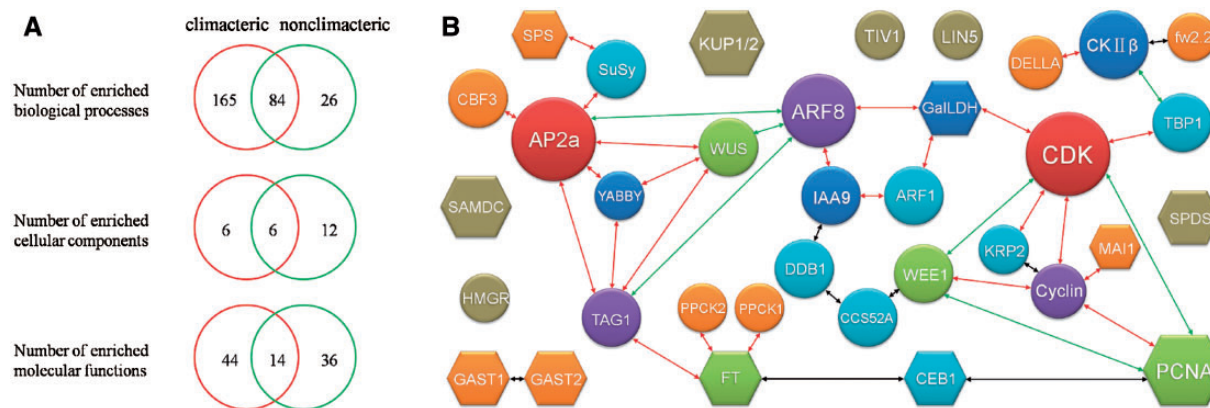 A
climacteric nonclimacteric
Number of enriched
biological processes
165 84 26
Number of enriched
cellular components
6 6 12
Number of enriched
molecular functions
44 14 36
B
SPS
SuSy
KUP1/2
TIV1
LIN5
DELLA
CKIIβ
fw2.2
CBF3
AP2a
WUS
ARF8
GalLDH
TBP1
CDK
YABBY
IAA9
ARF1
SAMDC
SPDS
KRP2
MAI1
DDB1
WEE1
Cyclin
HMGR
TAG1
PPCK2
PPCK1
CCS52A
GAST1
GAST2
FT
CEB1
PCNA